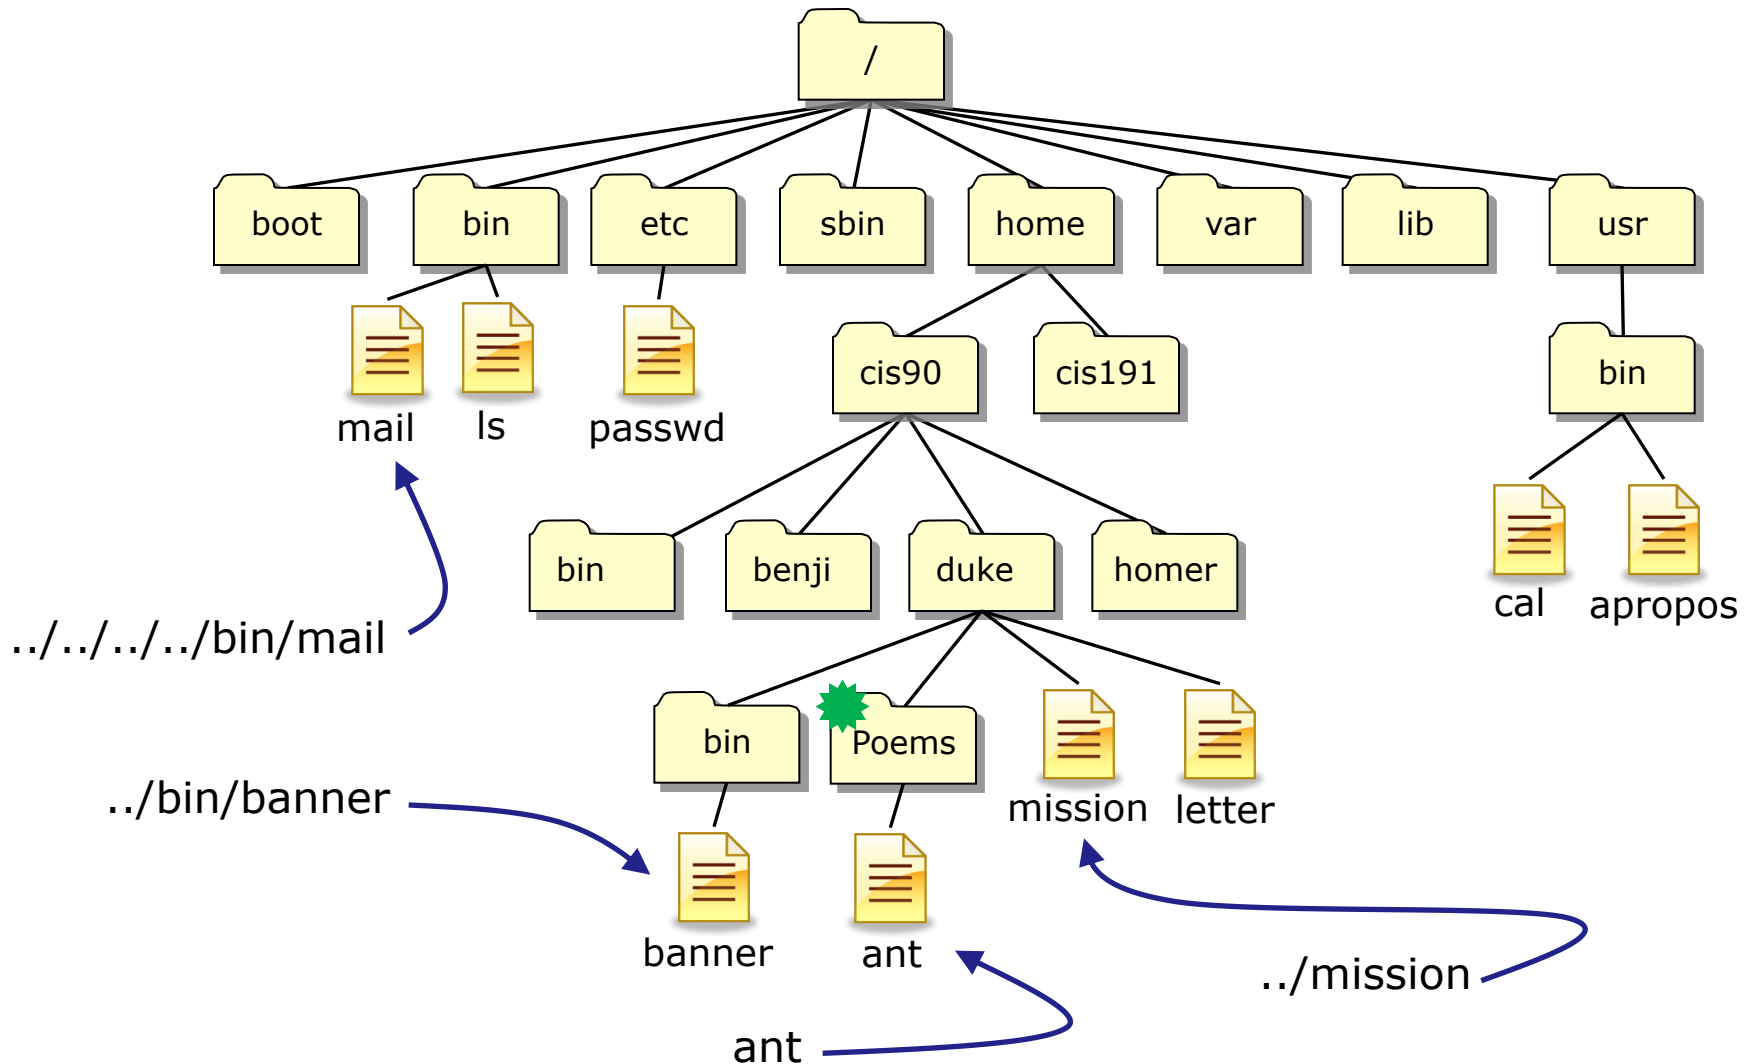 /
boot
bin
etc
sbin
home
var
lib
usr
mail
ls
passwd
cis90
cis191
bin
bin
benji
duke
homer
cal
apropos
../../../../bin/mail
bin
Poems
mission
letter
../bin/banner
banner
ant
../mission
ant